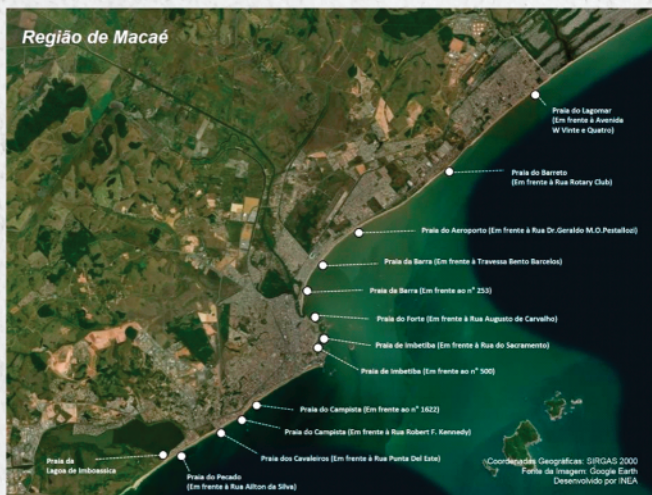 Região de Macaé
Praia do Lagomar
(Em frente à Avenida
W Vinte e Quatro)
Praia do Barreto
(Em frente à Rua Rotary Club)
Praia do Aeroporto (Em frente à Rua Dr.Geraldo M.O.Pestallozi)
Praia da Barra (Em frente à Travessa Bento Barcelos)
Praia da Barra (Em frente ao n° 253)
Praia do Forte (Em frente à Rua Augusto de Carvalho)
Praia de Imbetiba (Em frente à Rua do Sacramento)
Praia de Imbetiba (Em frente ao n° 500)
Praia do Campista (Em frente ao n° 1622)
Praia do Campista (Em frente à Rua Robert F. Kennedy)
Praia dos Cavaleiros (Em frente à Rua Punta Del Este)
Praia da
Lagoa de Imboassica
Praia do Pecado
(Em frente à Rua Ailton da Silva)
Coordenadas Geográficas: SIRGAS 2000
Fonte da Imagem: Google Earth
Desenvolvido por INEA